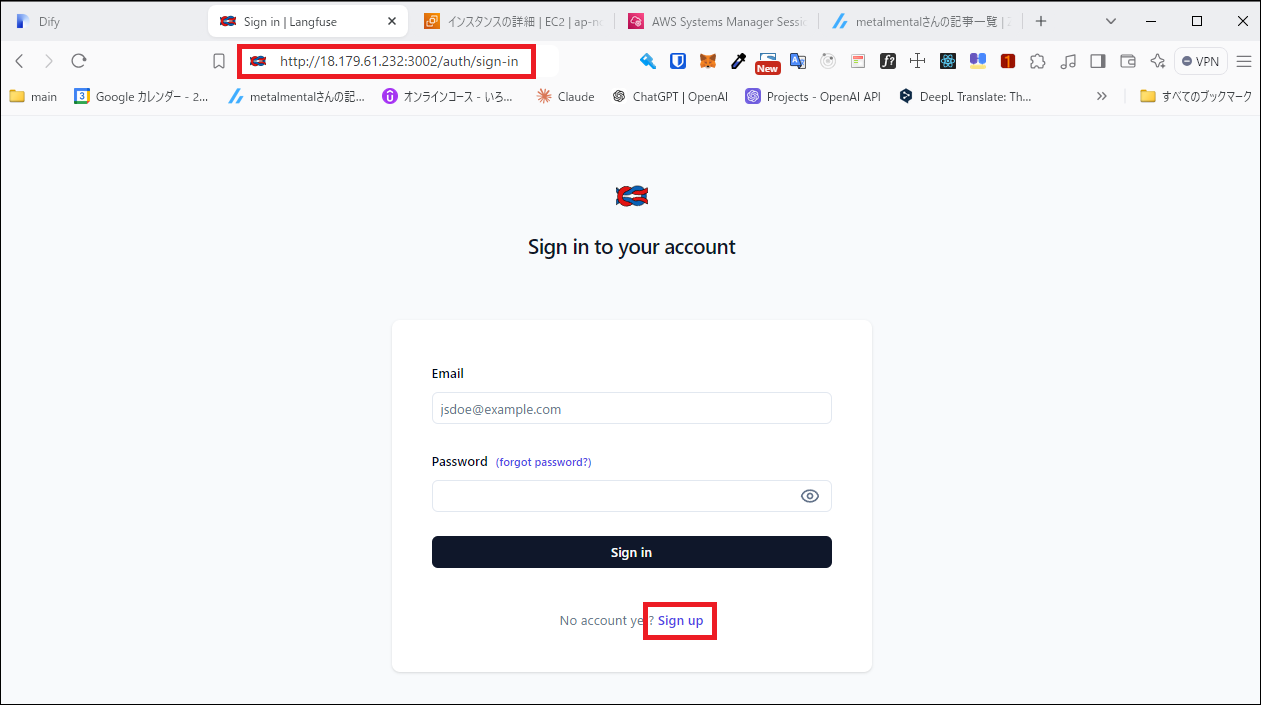 Dify
Sign in | Langfuse
インスタンスの詳細 | EC2 | ap-no
AWS Systems Manager Sessi
metalmentalさんの記事一覧 |
http://18.179.61.232:3002/auth/sign-in
New
VPN
main
Google カレンダー - 2...
metalmentalさんの記...
オンラインコース - いろ...
Claude
ChatGPT | OpenAI
Projects - OpenAI API
DeepL Translate: Th...
すべてのブックマーク
Sign in to your account
Email
jsdoe@example.com
Password (forgot password?)
Sign in
No account yet? Sign up